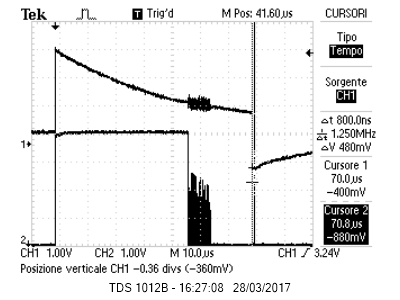 Tek T Trig'd M Pos: 41.60µs CURSORI
Tipo
Tempo
Sorgente
CH1
Δt 800.0ns
1/Δt 1.250MHz
ΔV 480mV
Cursore 1
70.0µs
-400mV
Cursore 2
70.8µs
-880mV
1
2
CH1 1.00V CH2 1.00V M 10.0µs CH1 / 3.24V
Posizione verticale CH1 -0.36 divs (-360mV)
TDS 1012B - 16:27:08 28/03/2017